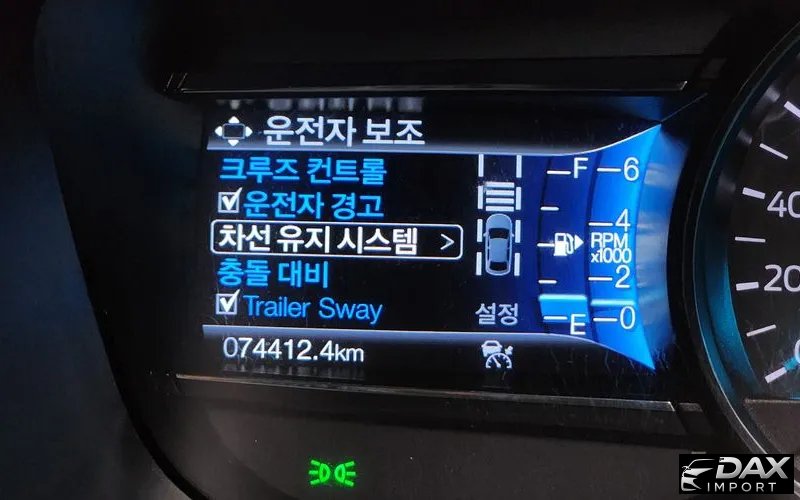 운전자 보조
크루즈 컨트롤
운전자 경고
차선 유지 시스템 >
충돌 대비
Trailer Sway
설정
074412.4km
F
E
6
4
RPM
x1000
2
0
40
20
DAX
IMPORT